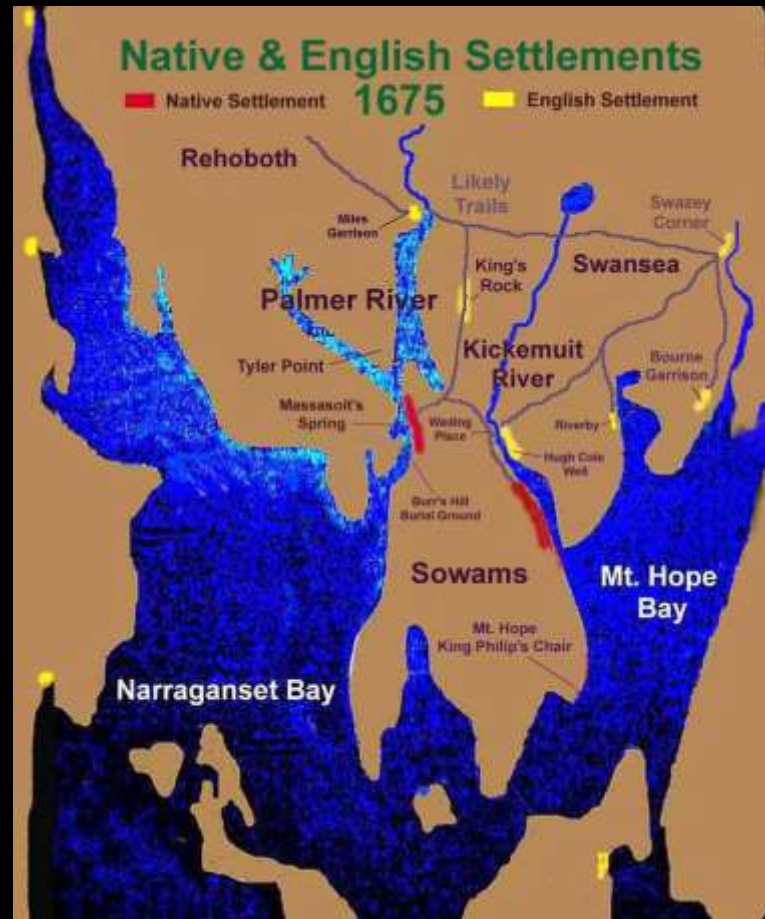 Native & English Settlements
1675
Native Settlement
English Settlement
Rehoboth
Likely
Trails
Swazey
Corner
Miles
Garrison
King's
Rock
Swansea
Palmer River
Kickemuit
River
Tyler Point
Bourne
Garrison
Massasoit's
Spring
Wading
Place
Riverby
Hugh Cole
Well
Burr's Hill
Burial Ground
Sowams
Mt. Hope
Bay
Mt. Hope
King Philip's Chair
Narraganset Bay